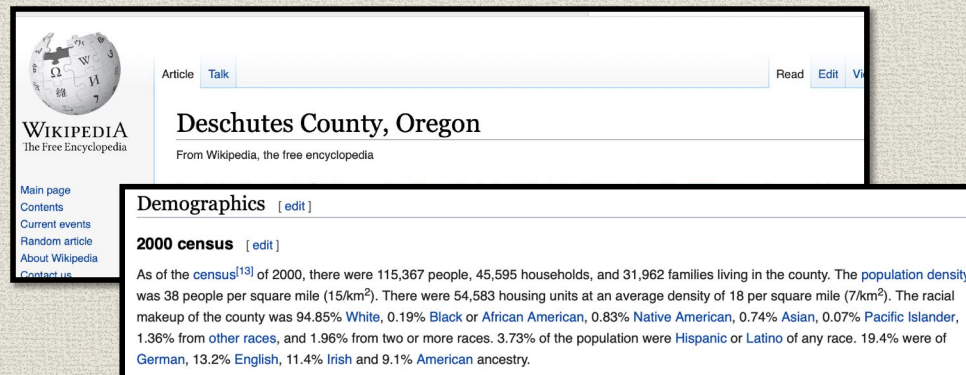 Article Talk Read Edit
WIKIPEDIA
The Free Encyclopedia
Deschutes County, Oregon
From Wikipedia, the free encyclopedia
Main page
Contents
Current events
Random article
About Wikipedia
Contact us
Demographics [ edit ]
2000 census [ edit ]
As of the census[13] of 2000, there were 115,367 people, 45,595 households, and 31,962 families living in the county. The population density
was 38 people per square mile (15/km²). There were 54,583 housing units at an average density of 18 per square mile (7/km²). The racial
makeup of the county was 94.85% White, 0.19% Black or African American, 0.83% Native American, 0.74% Asian, 0.07% Pacific Islander,
1.36% from other races, and 1.96% from two or more races. 3.73% of the population were Hispanic or Latino of any race. 19.4% were of
German, 13.2% English, 11.4% Irish and 9.1% American ancestry.